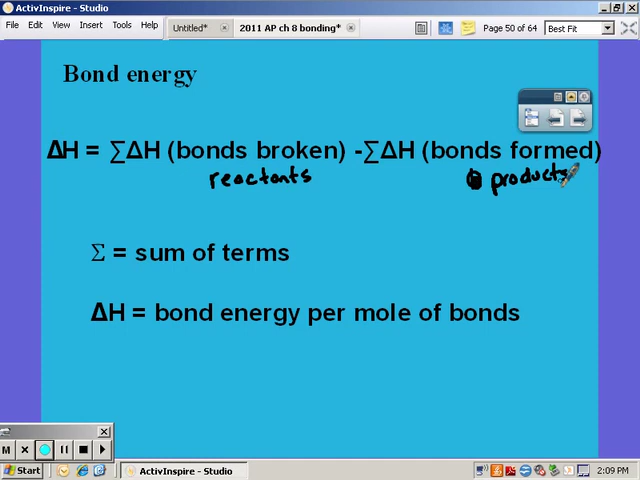 ActivInspire - Studio
File Edit View Insert Tools Help Untitled* 2011 AP ch 8 bonding* Page 50 of 64 Best Fit
Bond energy
ΔH = ∑ΔH (bonds broken) -∑ΔH (bonds formed)
reactants products
Σ = sum of terms
ΔH = bond energy per mole of bonds
M
Start ActivInspire - Studio 2:09 PM